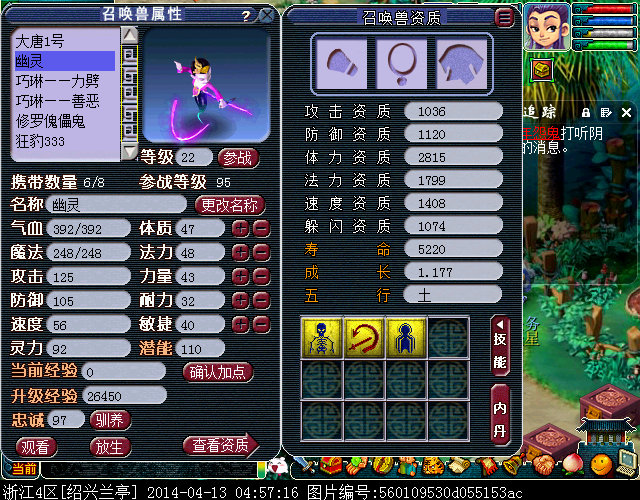 召唤兽属性
?
大唐1号
幽灵
巧琳——力劈
巧琳——善恶
修罗傀儡鬼
狂豹333
等级 22 参战
携带数量 6/8 参战等级 95
名称 幽灵 更改名称
气血 392/392 体质 47
魔法 248/248 法力 48
攻击 125 力量 43
防御 105 耐力 32
速度 56 敏捷 40
灵力 92 潜能 110
当前经验 0 确认加点
升级经验 26450
忠诚 97 驯养
观看 放生 查看资质
召唤兽资质
攻击资质 1036
防御资质 1120
体力资质 2815
法力资质 1799
速度资质 1408
躲闪资质 1074
寿命 5220
成长 1.177
五行 土
技能
内丹
追踪
打听阴
的消息。
务
星
当前
浙江4区[绍兴兰亭] 2014-04-13 04:57:16 图片编号:560109530d055153ac